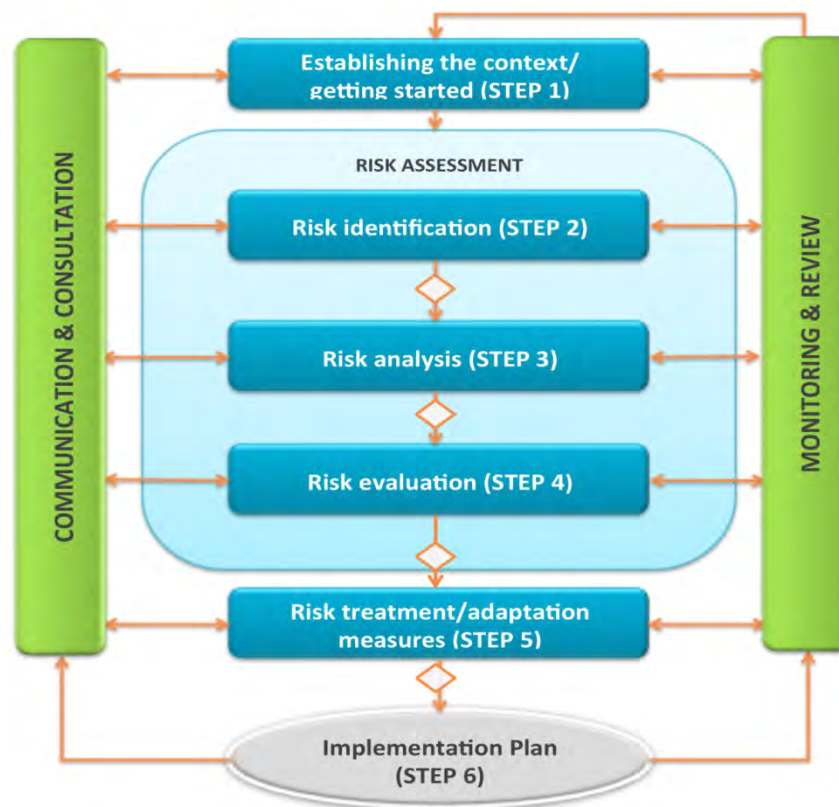 Establishing the context/
getting started (STEP 1)
COMMUNICATION & CONSULTATION
MONITORING & REVIEW
RISK ASSESSMENT
Risk identification (STEP 2)
Risk analysis (STEP 3)
Risk evaluation (STEP 4)
Risk treatment/adaptation
measures (STEP 5)
Implementation Plan
(STEP 6)